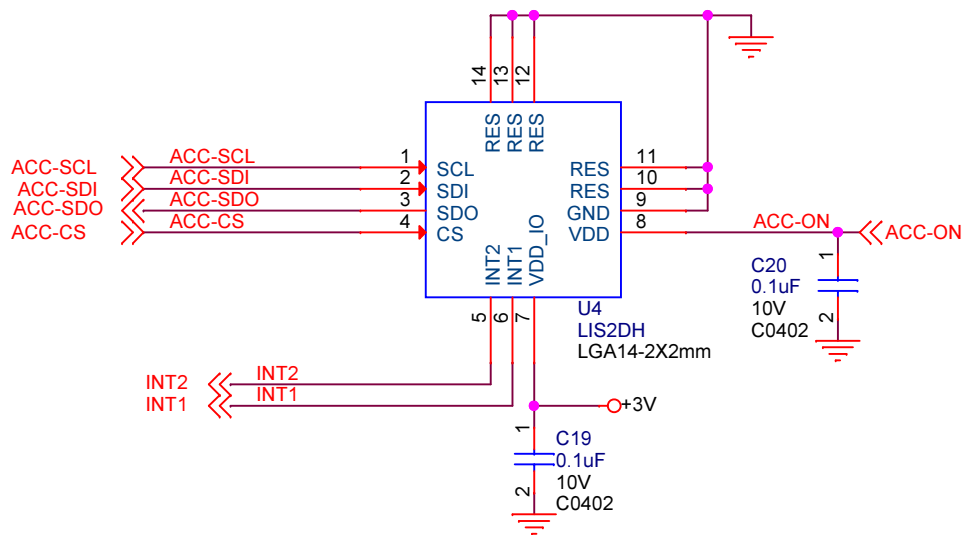 14
13
12
RES
RES
RES
ACC-SCL
ACC-SCL
1
SCL
RES
11
ACC-SDI
ACC-SDI
2
SDI
RES
10
ACC-SDO
ACC-SDO
3
SDO
GND
9
ACC-CS
ACC-CS
4
CS
VDD
8
ACC-ON
ACC-ON
INT2
INT1
VDD_IO
5
6
7
U4
LIS2DH
LGA14-2X2mm
1
C20
0.1uF
10V
2
C0402
INT2
INT2
INT1
INT1
+3V
1
C19
0.1uF
10V
2
C0402